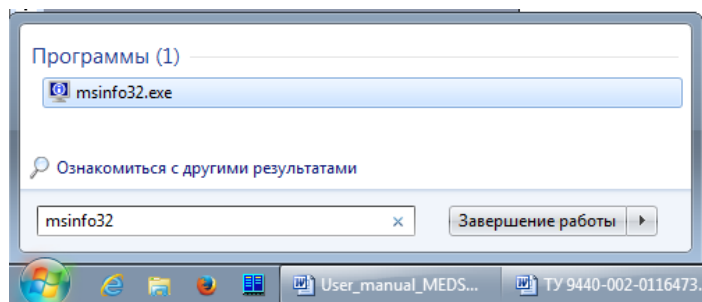 Программы (1)
msinfo32.exe
Ознакомиться с другими результатами
msinfo32
Завершение работы
User_manual_MEDS...
ТУ 9440-002-0116473.